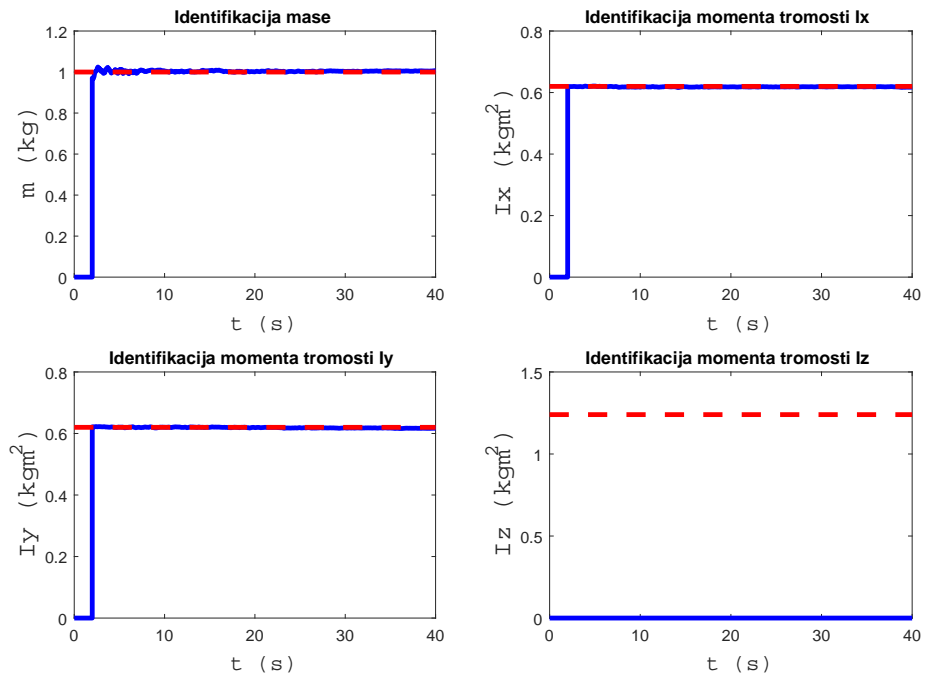 Identifikacija mase
1.2
1
0.8
0.6
0.4
0.2
0
m (kg)
0 10 20 30 40
t (s)
Identifikacija momenta tromosti Ix
0.8
0.6
0.4
0.2
0
Ix (kgm²)
0 10 20 30 40
t (s)
Identifikacija momenta tromosti Iy
0.8
0.6
0.4
0.2
0
Iy (kgm²)
0 10 20 30 40
t (s)
Identifikacija momenta tromosti Iz
1.5
1
0.5
0
Iz (kgm²)
0 10 20 30 40
t (s)